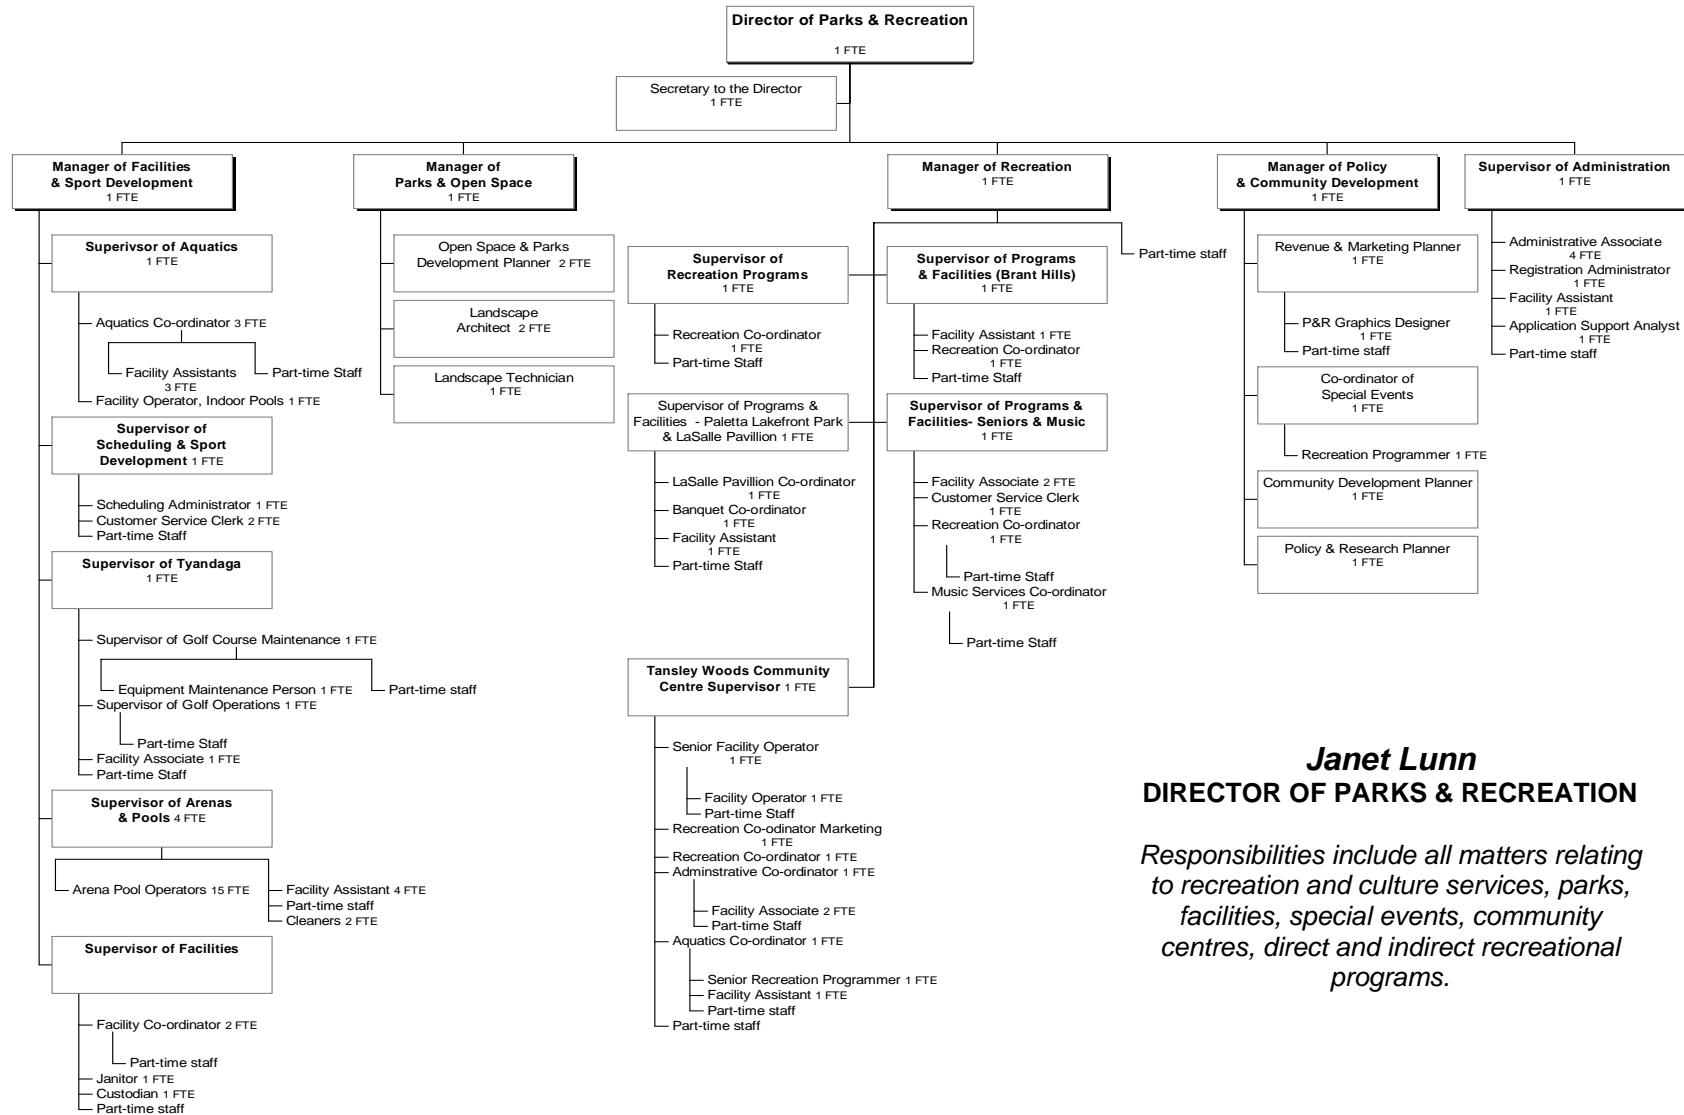 Director of Parks & Recreation
1 FTE
Secretary to the Director
1 FTE
Manager of Facilities
& Sport Development
1 FTE
Superivsor of Aquatics
1 FTE
Aquatics Co-ordinator 3 FTE
Facility Assistants
3 FTE
Part-time Staff
Facility Operator, Indoor Pools 1 FTE
Supervisor of
Scheduling & Sport
Development 1 FTE
Scheduling Administrator 1 FTE
Customer Service Clerk 2 FTE
Part-time Staff
Supervisor of Tyandaga
1 FTE
Supervisor of Golf Course Maintenance 1 FTE
Equipment Maintenance Person 1 FTE
Part-time staff
Supervisor of Golf Operations 1 FTE
Part-time Staff
Facility Associate 1 FTE
Part-time Staff
Supervisor of Arenas
& Pools 4 FTE
Arena Pool Operators 15 FTE
Facility Assistant 4 FTE
Part-time staff
Cleaners 2 FTE
Supervisor of Facilities
Facility Co-ordinator 2 FTE
Part-time staff
Janitor 1 FTE
Custodian 1 FTE
Part-time staff
Manager of
Parks & Open Space
1 FTE
Open Space & Parks
Development Planner 2 FTE
Landscape
Architect 2 FTE
Landscape Technician
1 FTE
Manager of Recreation
1 FTE
Part-time staff
Supervisor of
Recreation Programs
1 FTE
Recreation Co-ordinator
1 FTE
Part-time Staff
Supervisor of Programs
& Facilities (Brant Hills)
1 FTE
Facility Assistant 1 FTE
Recreation Co-ordinator
1 FTE
Part-time Staff
Supervisor of Programs &
Facilities - Paletta Lakefront Park
& LaSalle Pavillion 1 FTE
LaSalle Pavillion Co-ordinator
1 FTE
Banquet Co-ordinator
1 FTE
Facility Assistant
1 FTE
Part-time Staff
Supervisor of Programs &
Facilities- Seniors & Music
1 FTE
Facility Associate 2 FTE
Customer Service Clerk
1 FTE
Recreation Co-ordinator
1 FTE
Part-time Staff
Music Services Co-ordinator
1 FTE
Part-time Staff
Tansley Woods Community
Centre Supervisor 1 FTE
Senior Facility Operator
1 FTE
Facility Operator 1 FTE
Part-time Staff
Recreation Co-odinator Marketing
1 FTE
Recreation Co-ordinator 1 FTE
Adminstrative Co-ordinator 1 FTE
Facility Associate 2 FTE
Part-time Staff
Aquatics Co-ordinator 1 FTE
Senior Recreation Programmer 1 FTE
Facility Assistant 1 FTE
Part-time staff
Part-time staff
Manager of Policy
& Community Development
1 FTE
Revenue & Marketing Planner
1 FTE
P&R Graphics Designer
1 FTE
Part-time staff
Co-ordinator of
Special Events
1 FTE
Recreation Programmer 1 FTE
Community Development Planner
1 FTE
Policy & Research Planner
1 FTE
Supervisor of Administration
1 FTE
Administrative Associate
4 FTE
Registration Administrator
1 FTE
Facility Assistant
1 FTE
Application Support Analyst
1 FTE
Part-time staff
Janet Lunn
DIRECTOR OF PARKS & RECREATION
Responsibilities include all matters relating
to recreation and culture services, parks,
facilities, special events, community
centres, direct and indirect recreational
programs.